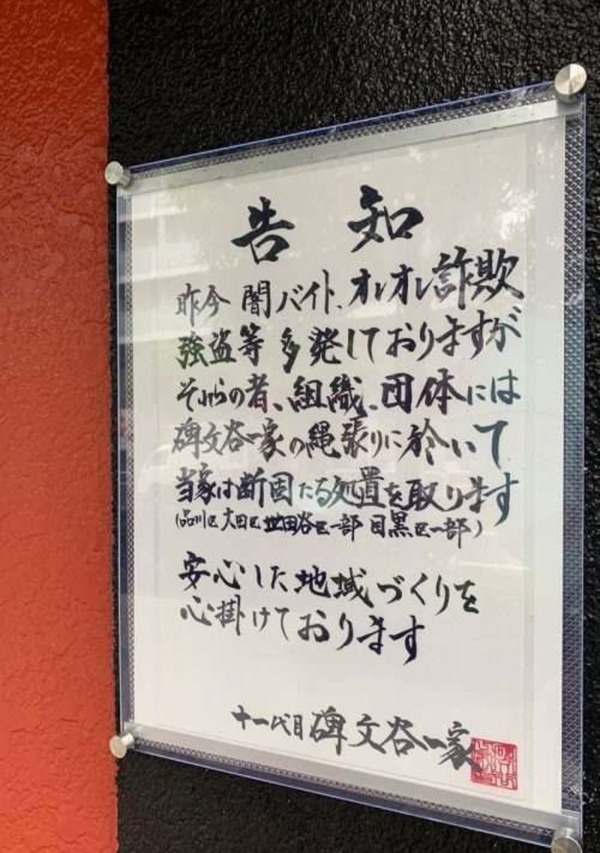 告知
昨今 闇バイト、オレオレ詐欺
強盗等 多発しておりますが
それらの者、組織、団体には
碑文谷一家の縄張りに於いて
当家は断固たる処置を取ります
(品川区 大田区 世田谷区一部 目黒区一部)
安心した地域づくりを
心掛けております
十一代目 碑文谷一家